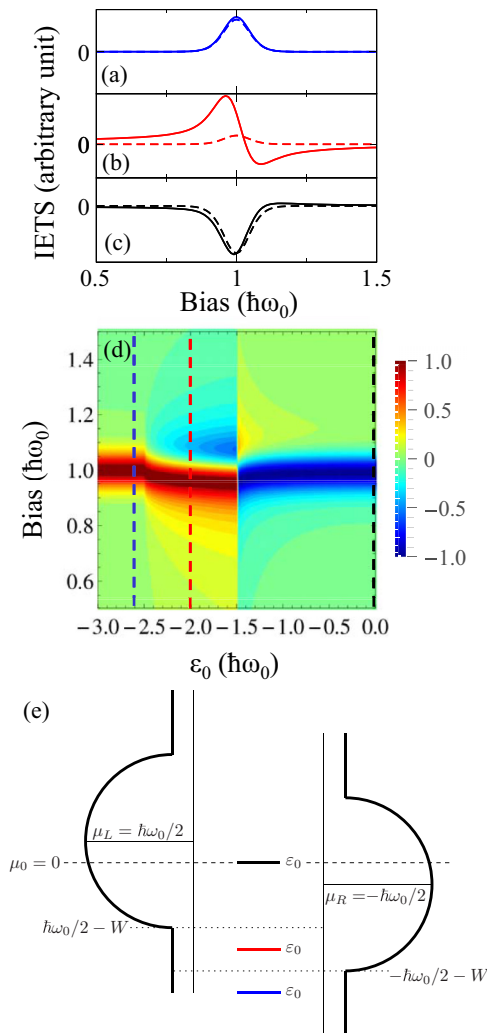 IETS (arbitrary unit)
0
(a)
0
(b)
0
(c)
0.5 1 1.5
Bias (ħω₀)
(d)
1.4
1.2
1.0
0.8
0.6
Bias (ħω₀)
−3.0 −2.5 −2.0 −1.5 −1.0 −0.5 0.0
ε₀ (ħω₀)
1.0
0.5
0
−0.5
−1.0
(e)
μ_L = ħω₀/2
μ₀ = 0
ε₀
μ_R = −ħω₀/2
ħω₀/2 − W
ε₀
−ħω₀/2 − W
ε₀